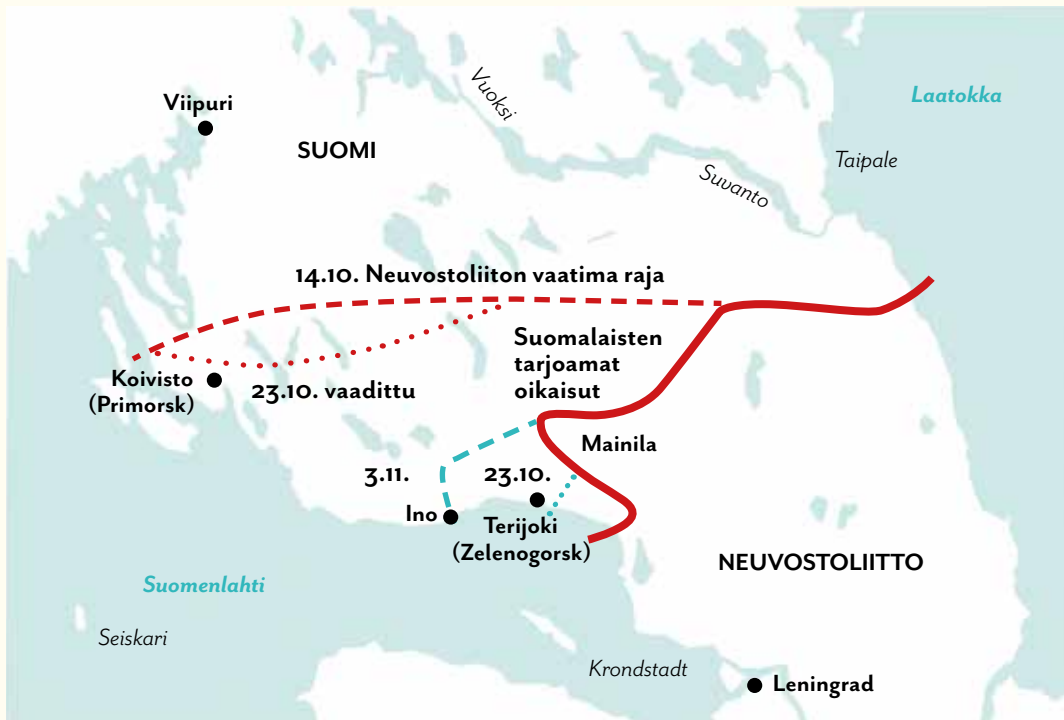 Vuoksi
Laatokka
Viipuri
SUOMI
Taipale
Suvanto
14.10. Neuvostoliiton vaatima raja
Suomalaisten
tarjoamat
oikaisut
Koivisto
(Primorsk)
23.10. vaadittu
Mainila
3.11.
23.10.
Ino
Terijoki
(Zelenogorsk)
NEUVOSTOLIITTO
Suomenlahti
Seiskari
Krondstadt
Leningrad